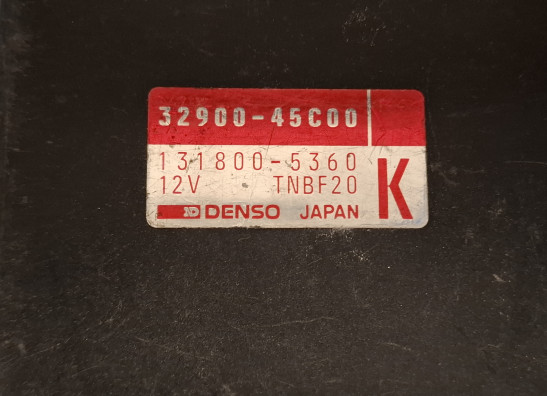 32900-45C00
131800-5360
12V TNBF20 K
DENSO JAPAN